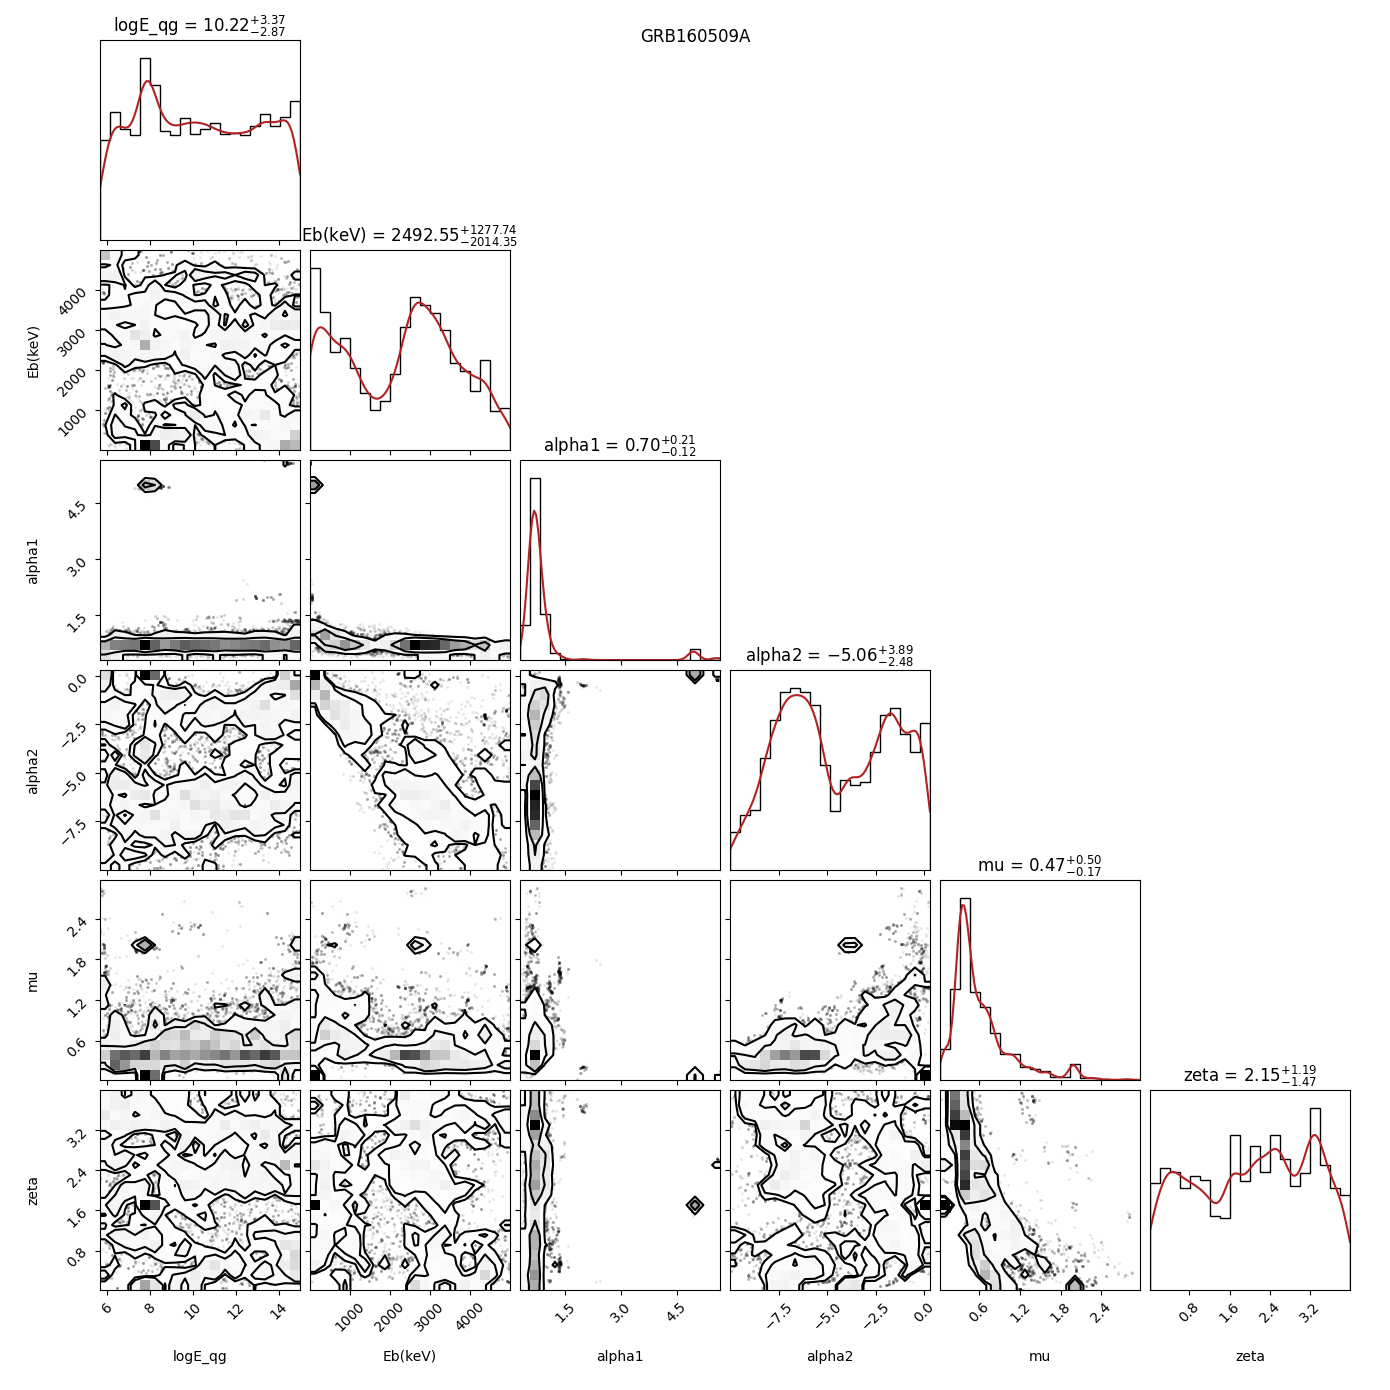 GRB160509A
logE_qg = 10.22 +3.37 −2.87
Eb(keV) = 2492.55 +1277.74 −2014.35
4000
3000
2000
1000
Eb(keV)
alpha1 = 0.70 +0.21 −0.12
4.5
3.0
1.5
alpha1
alpha2 = −5.06 +3.89 −2.48
0.0
−2.5
−5.0
−7.5
alpha2
mu = 0.47 +0.50 −0.17
2.4
1.8
1.2
0.6
mu
zeta = 2.15 +1.19 −1.47
3.2
2.4
1.6
0.8
zeta
6 8 10 12 14
1000 2000 3000 4000
1.5 3.0 4.5
−7.5 −5.0 −2.5 0.0
0.6 1.2 1.8 2.4
0.8 1.6 2.4 3.2
logE_qg Eb(keV) alpha1 alpha2 mu zeta